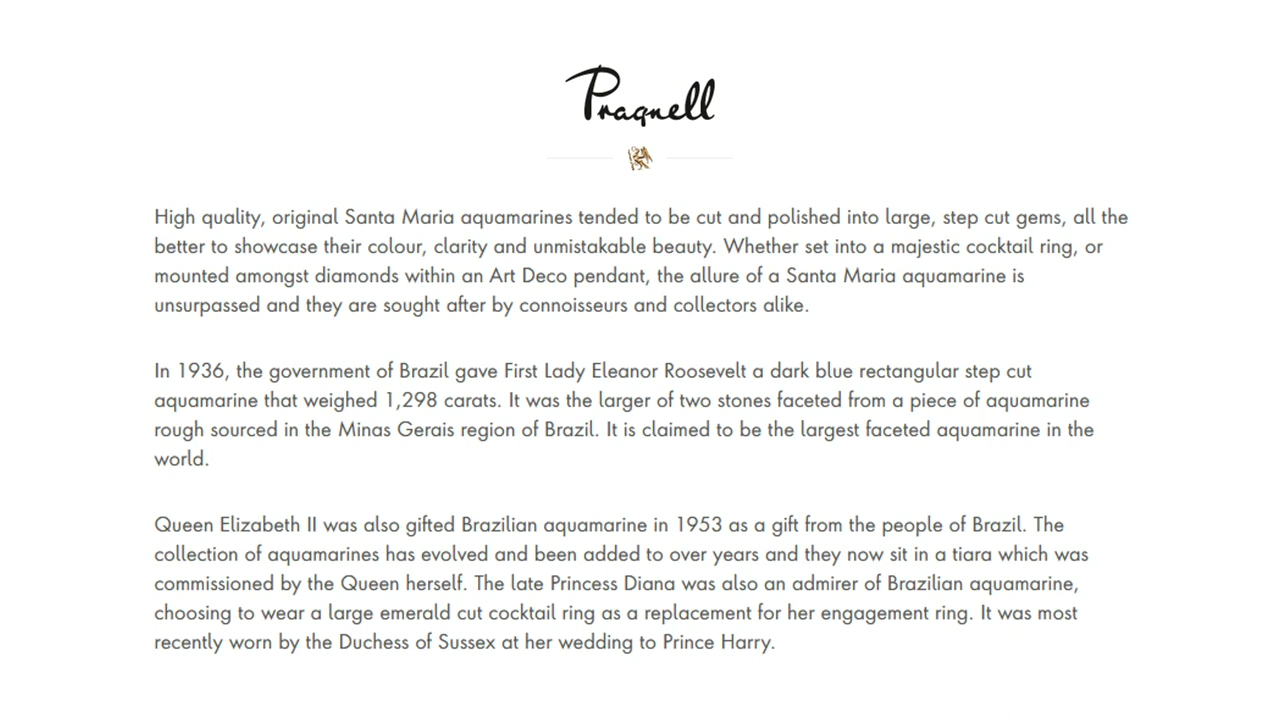 Pragnell
High quality, original Santa Maria aquamarines tended to be cut and polished into large, step cut gems, all the
better to showcase their colour, clarity and unmistakable beauty. Whether set into a majestic cocktail ring, or
mounted amongst diamonds within an Art Deco pendant, the allure of a Santa Maria aquamarine is
unsurpassed and they are sought after by connoisseurs and collectors alike.
In 1936, the government of Brazil gave First Lady Eleanor Roosevelt a dark blue rectangular step cut
aquamarine that weighed 1,298 carats. It was the larger of two stones faceted from a piece of aquamarine
rough sourced in the Minas Gerais region of Brazil. It is claimed to be the largest faceted aquamarine in the
world.
Queen Elizabeth II was also gifted Brazilian aquamarine in 1953 as a gift from the people of Brazil. The
collection of aquamarines has evolved and been added to over years and they now sit in a tiara which was
commissioned by the Queen herself. The late Princess Diana was also an admirer of Brazilian aquamarine,
choosing to wear a large emerald cut cocktail ring as a replacement for her engagement ring. It was most
recently worn by the Duchess of Sussex at her wedding to Prince Harry.